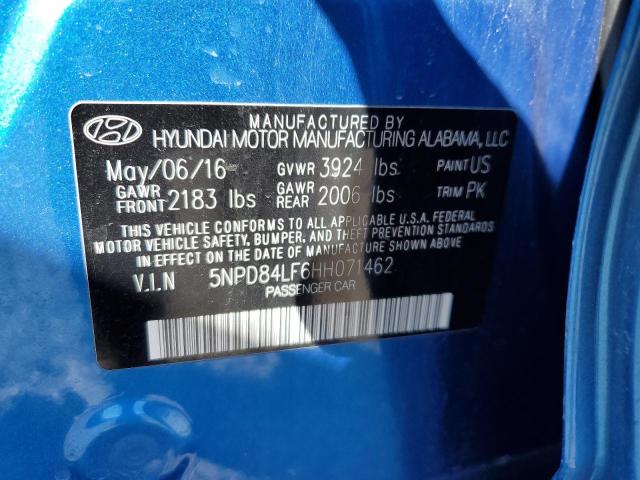 MANUFACTURED BY
HYUNDAI MOTOR MANUFACTURING ALABAMA, LLC
May/06/16 GVWR 3924 lbs PAINT US
GAWR FRONT 2183 lbs GAWR REAR 2006 lbs TRIM PK
THIS VEHICLE CONFORMS TO ALL APPLICABLE U.S.A. FEDERAL
MOTOR VEHICLE SAFETY, BUMPER, AND THEFT PREVENTION STANDARDS
IN EFFECT ON THE DATE OF MANUFACTURE SHOWN ABOVE.
V.I.N 5NPD84LF6HH071462
PASSENGER CAR